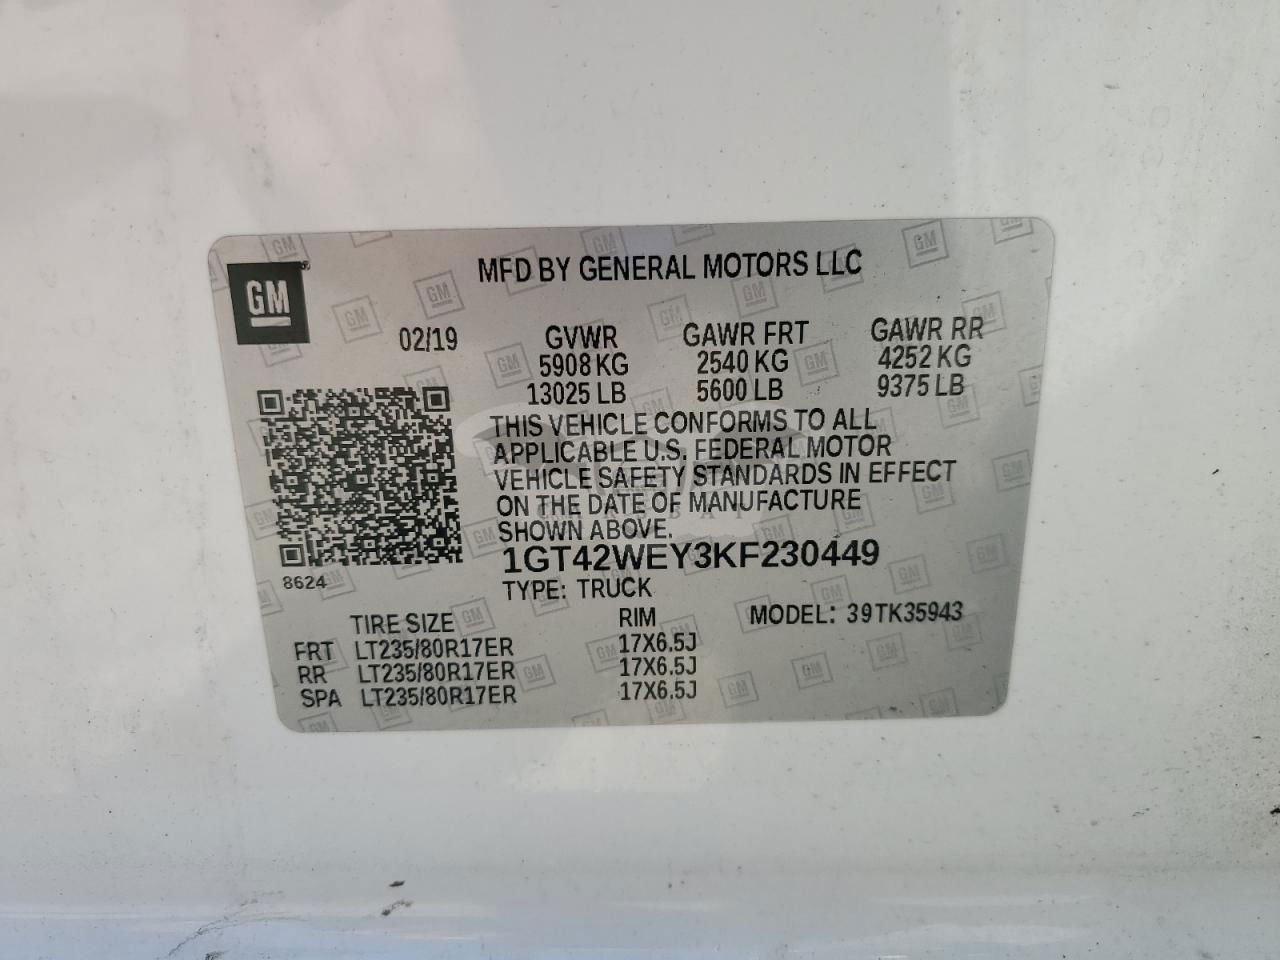 MFD BY GENERAL MOTORS LLC
GM
02/19 GVWR GAWR FRT GAWR RR
5908 KG 2540 KG 4252 KG
13025 LB 5600 LB 9375 LB
THIS VEHICLE CONFORMS TO ALL
APPLICABLE U.S. FEDERAL MOTOR
VEHICLE SAFETY STANDARDS IN EFFECT
ON THE DATE OF MANUFACTURE
SHOWN ABOVE.
1GT42WEY3KF230449
8624
TYPE: TRUCK
TIRE SIZE RIM MODEL: 39TK35943
FRT LT235/80R17ER 17X6.5J
RR LT235/80R17ER 17X6.5J
SPA LT235/80R17ER 17X6.5J